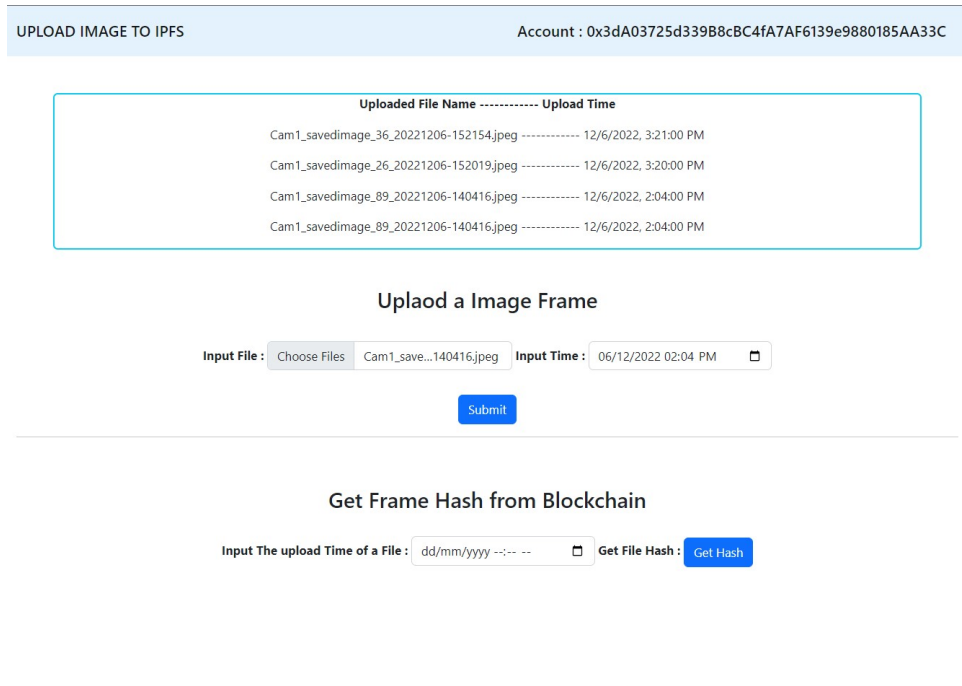 UPLOAD IMAGE TO IPFS Account : 0x3dA03725d339B8cBC4fA7AF6139e9880185AA33C
Uploaded File Name ------------ Upload Time
Cam1_savedimage_36_20221206-152154.jpeg ------------ 12/6/2022, 3:21:00 PM
Cam1_savedimage_26_20221206-152019.jpeg ------------ 12/6/2022, 3:20:00 PM
Cam1_savedimage_89_20221206-140416.jpeg ------------ 12/6/2022, 2:04:00 PM
Cam1_savedimage_89_20221206-140416.jpeg ------------ 12/6/2022, 2:04:00 PM
Uplaod a Image Frame
Input File : Choose Files Cam1_save...140416.jpeg Input Time : 06/12/2022 02:04 PM
Submit
Get Frame Hash from Blockchain
Input The upload Time of a File : dd/mm/yyyy --:-- -- Get File Hash : Get Hash